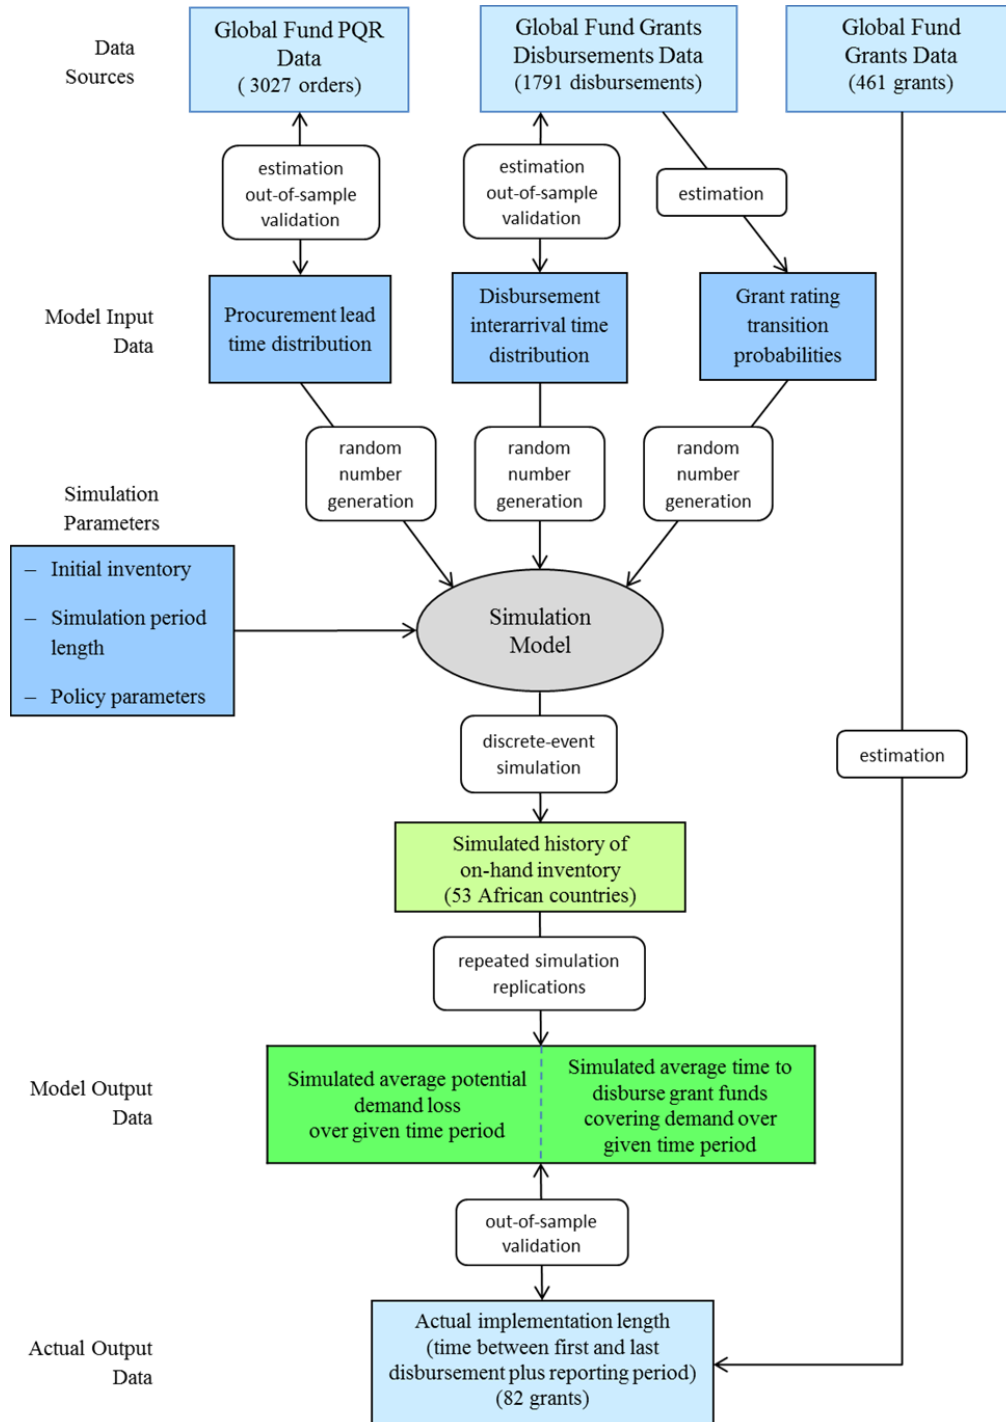 Data
Sources
Global Fund PQR
Data
( 3027 orders)
Global Fund Grants
Disbursements Data
(1791 disbursements)
Global Fund
Grants Data
(461 grants)
estimation
out-of-sample
validation
estimation
out-of-sample
validation
estimation
Model Input
Data
Procurement lead
time distribution
Disbursement
interarrival time
distribution
Grant rating
transition
probabilities
random
number
generation
random
number
generation
random
number
generation
Simulation
Parameters
– Initial inventory
– Simulation period
length
– Policy parameters
Simulation
Model
discrete-event
simulation
estimation
Simulated history of
on-hand inventory
(53 African countries)
repeated simulation
replications
Model Output
Data
Simulated average potential
demand loss
over given time period
Simulated average time to
disburse grant funds
covering demand over
given time period
out-of-sample
validation
Actual Output
Data
Actual implementation length
(time between first and last
disbursement plus reporting period)
(82 grants)